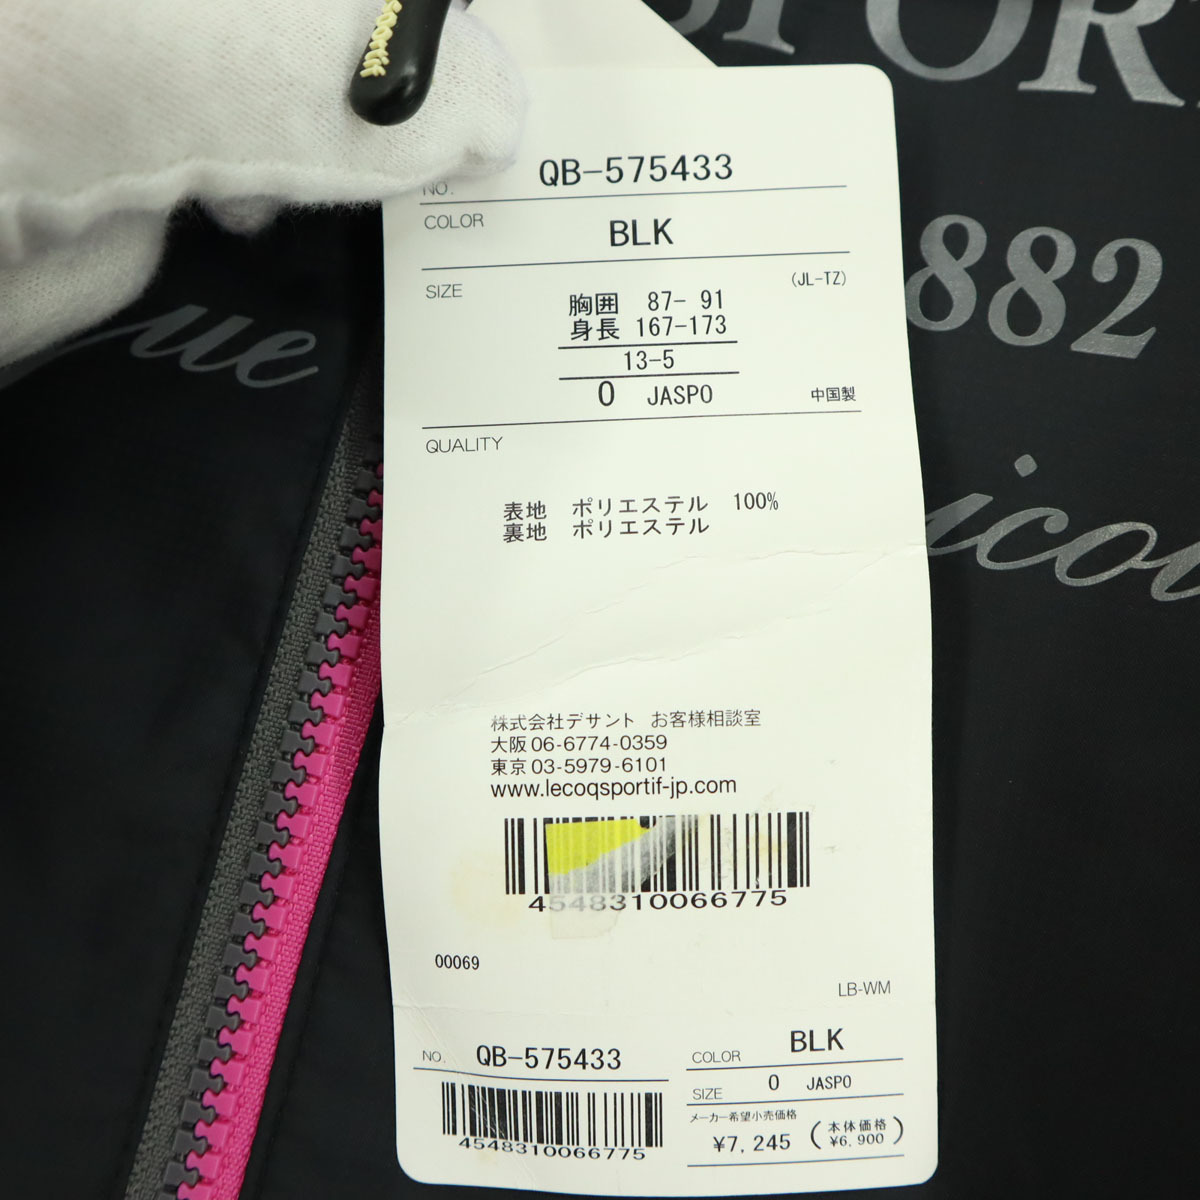 SPORT
882
ue
icou
NO. QB-575433
COLOR BLK
SIZE (JL-TZ)
胸囲 87- 91
身長 167-173
13-5
O JASPO 中国製
QUALITY
表地 ポリエステル 100%
裏地 ポリエステル
株式会社デサント お客様相談室
大阪 06-6774-0359
東京 03-5979-6101
www.lecoqsportif-jp.com
4548310066775
00069
LB-WM
NO. QB-575433
4548310066775
COLOR BLK
SIZE O JASPO
メーカー希望小売価格
¥7,245 (本体価格 ¥6,900)